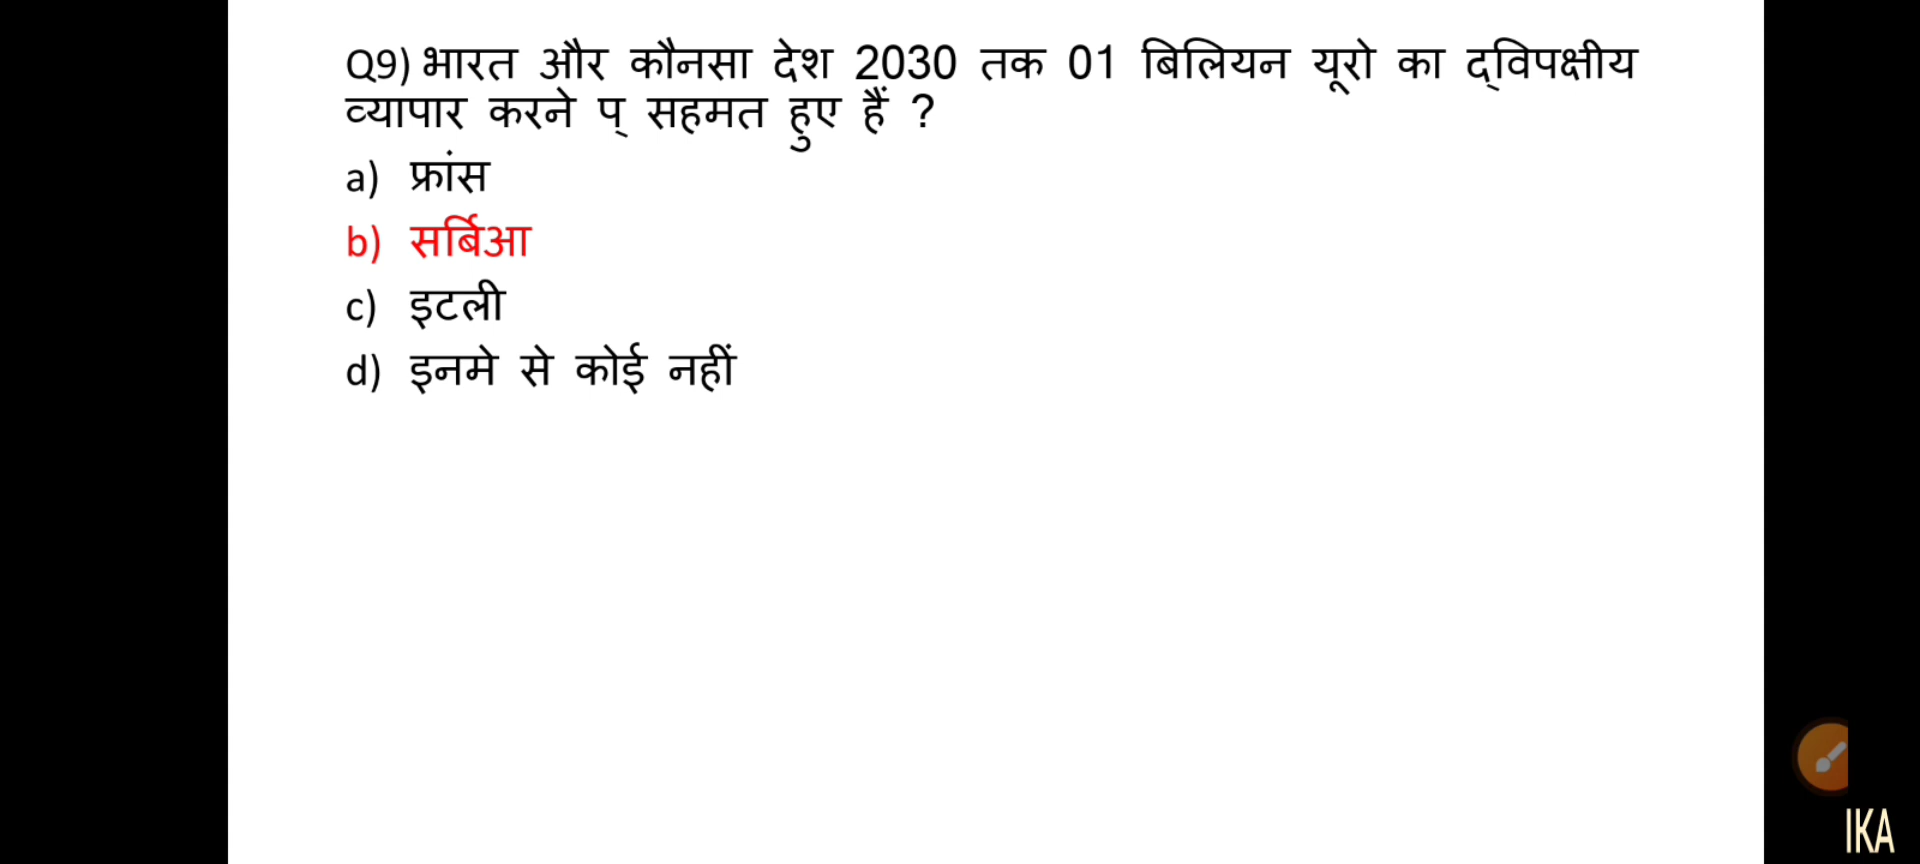 Q9) भारत और कौनसा देश 2030 तक 01 बिलियन यूरो का द्विपक्षीय
व्यापार करने प् सहमत हुए हैं ?
a) फ्रांस
b) सर्बिआ
c) इटली
d) इनमे से कोई नहीं
IKA